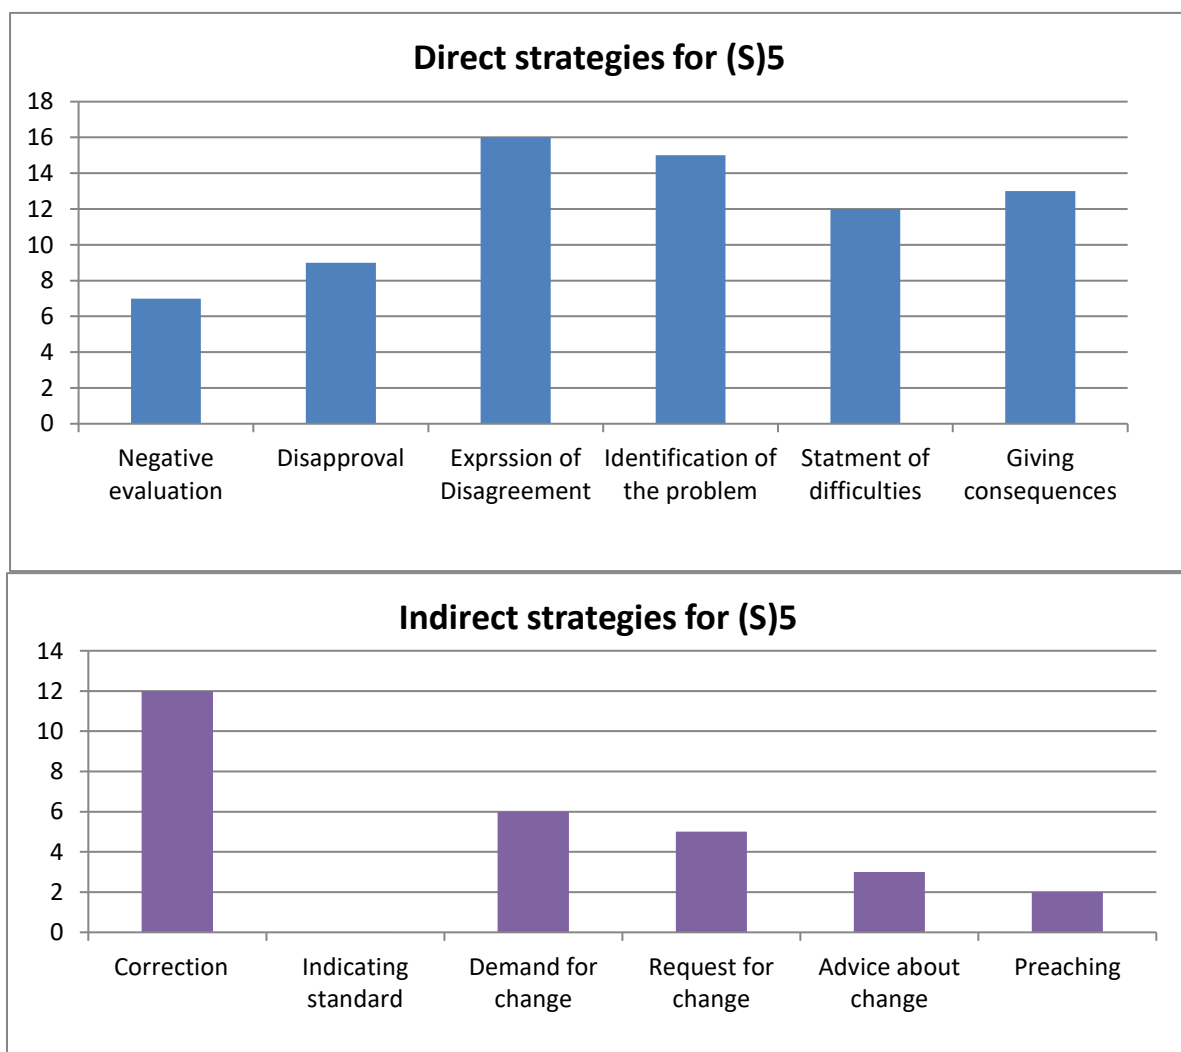 Direct strategies for (S)5
18
16
14
12
10
8
6
4
2
0
Negative evaluation
Disapproval
Exprssion of Disagreement
Identification of the problem
Statment of difficulties
Giving consequences
Indirect strategies for (S)5
14
12
10
8
6
4
2
0
Correction
Indicating standard
Demand for change
Request for change
Advice about change
Preaching